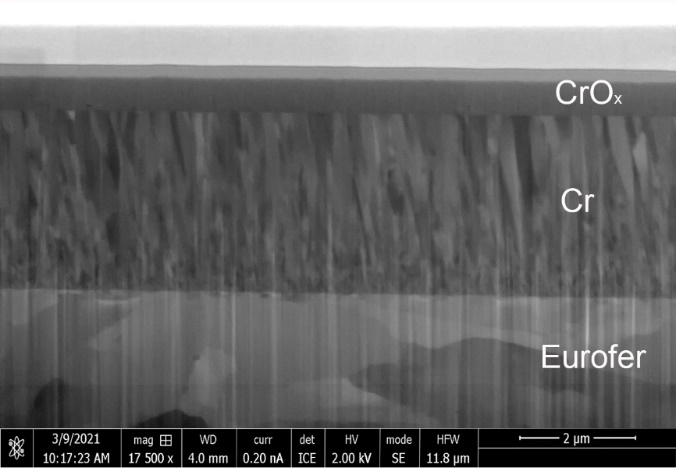 CrOₓ
Cr
Eurofer
3/9/2021 mag WD curr det HV mode HFW 2 μm
10:17:23 AM 17 500 x 4.0 mm 0.20 nA ICE 2.00 kV SE 11.8 μm